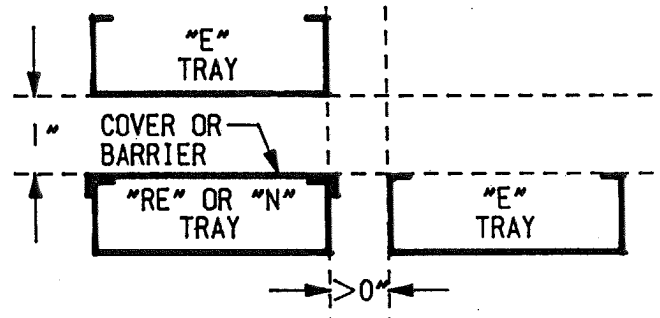 "E"
TRAY
1"
COVER OR
BARRIER
"RE" OR "N"
TRAY
"E"
TRAY
>0"